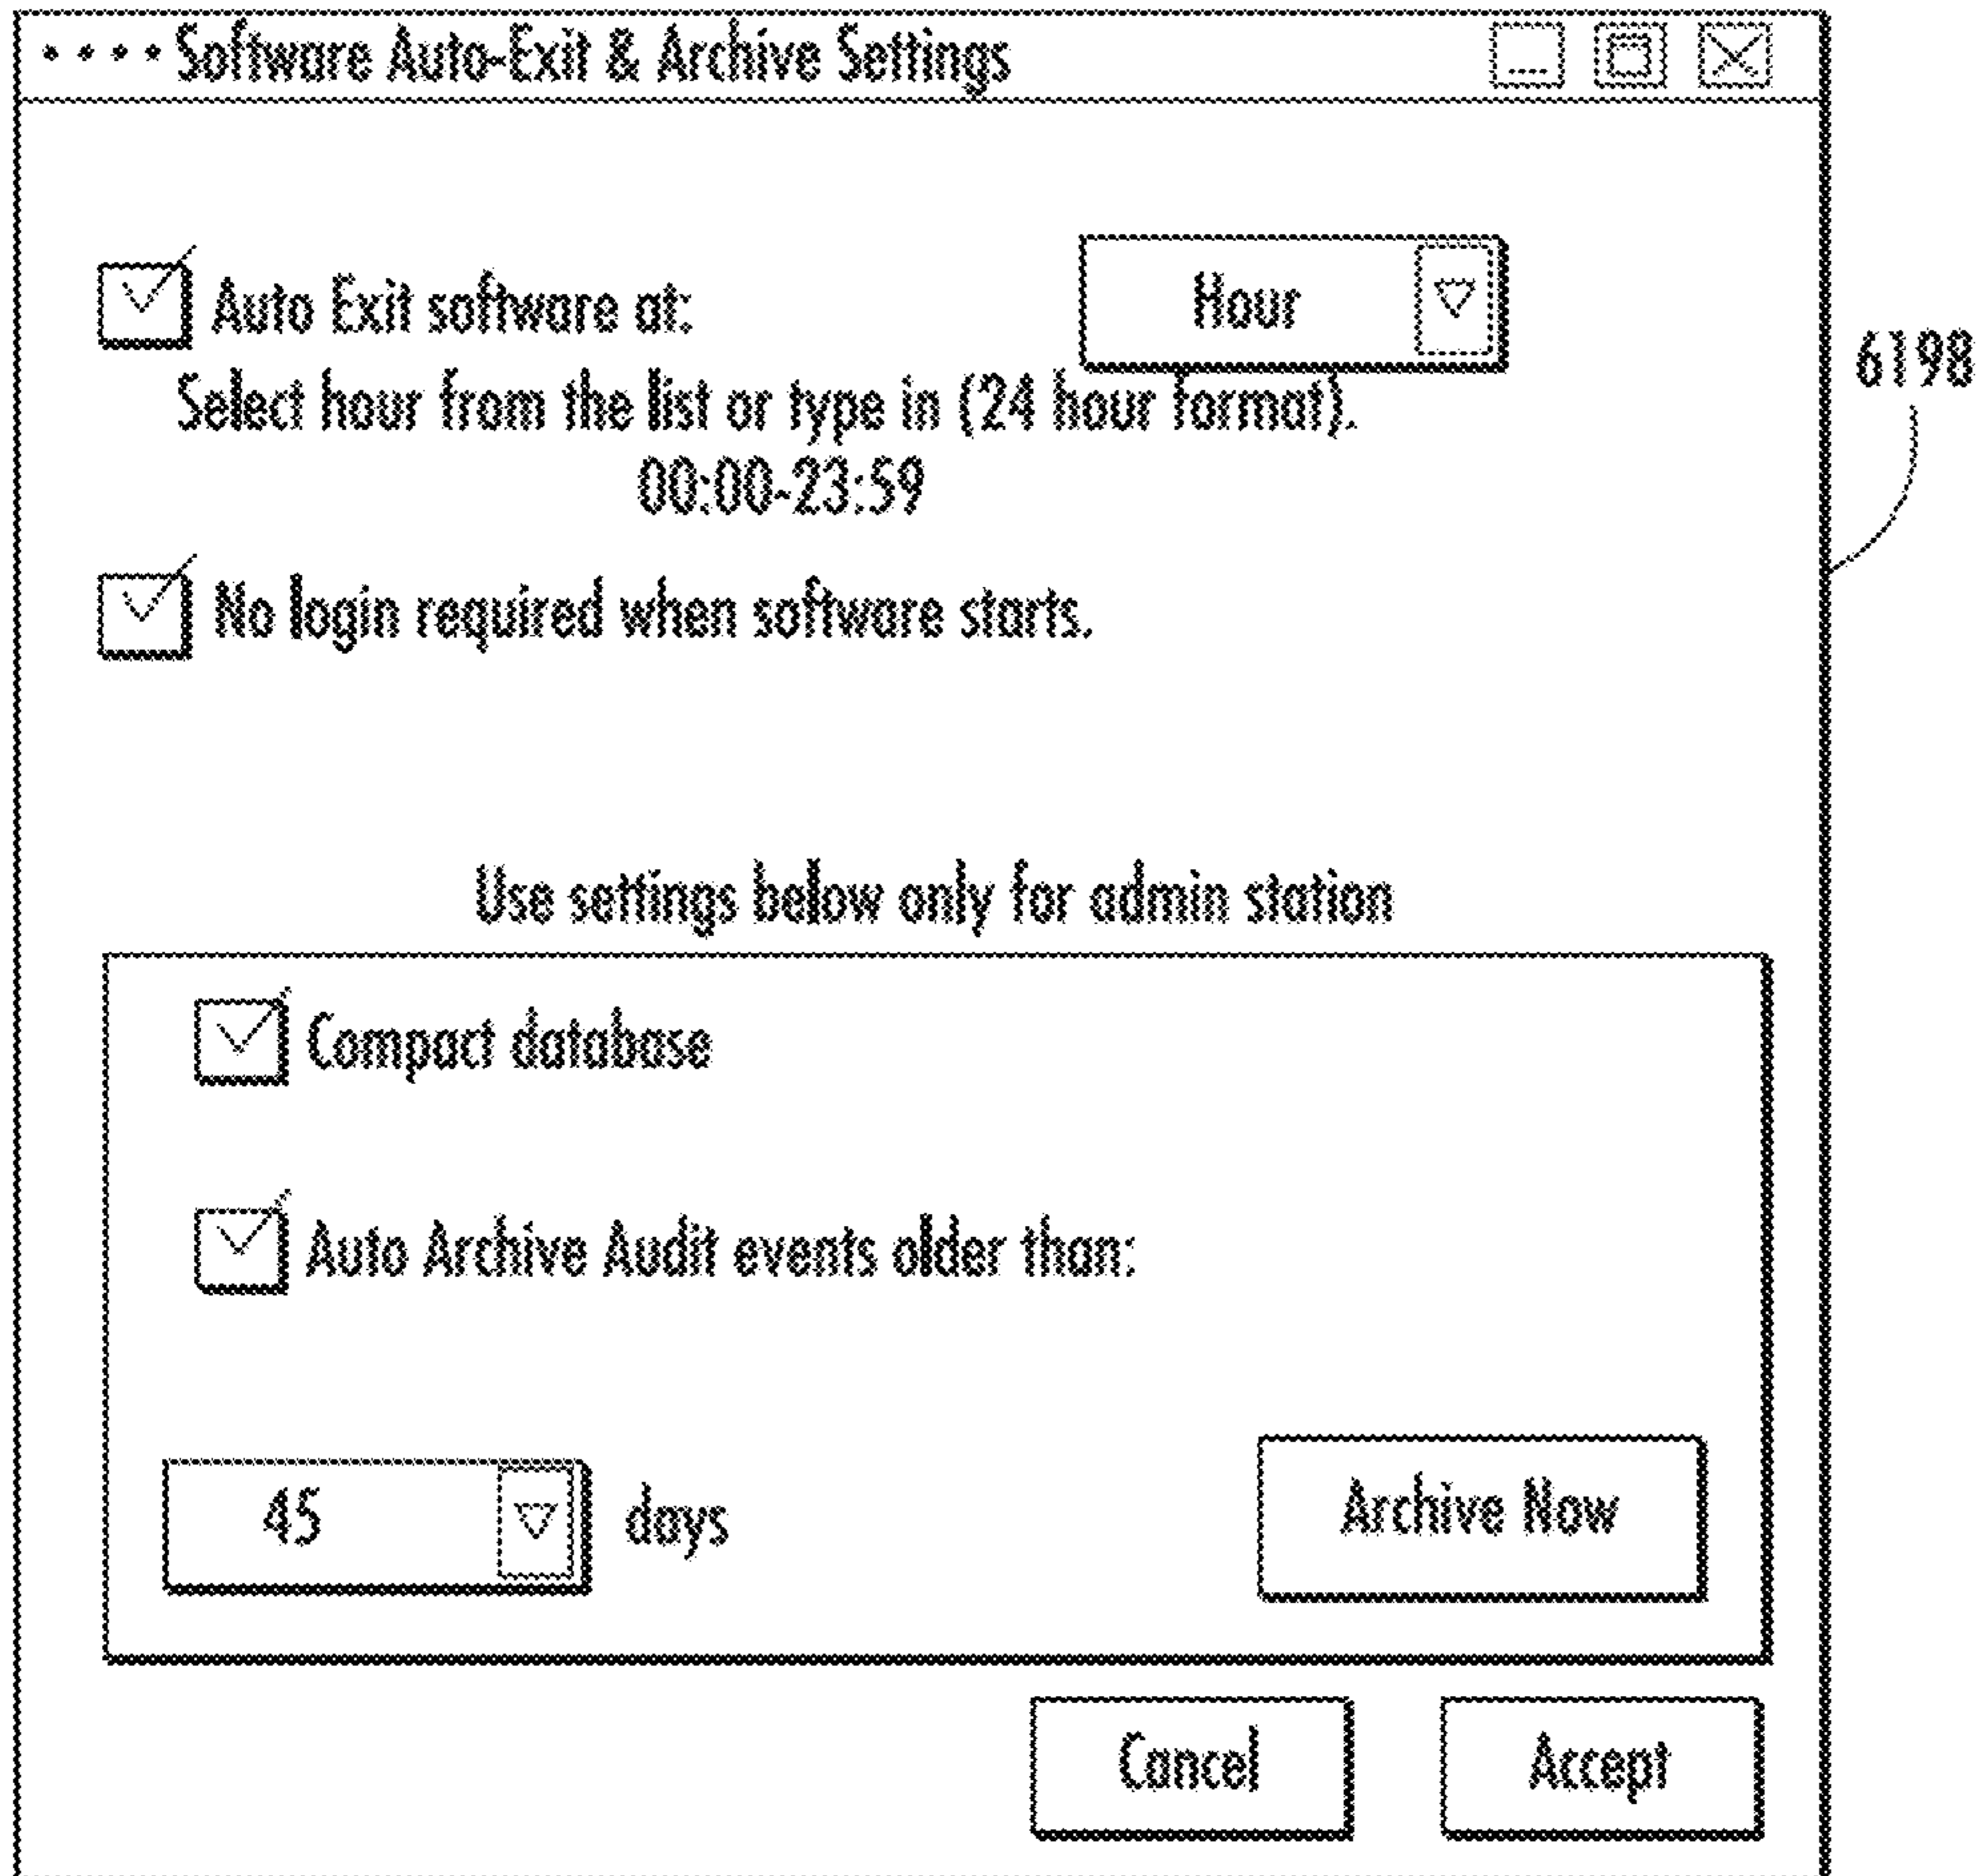 Software Auto-Exit & Archive Settings
Auto Exit software at:
Hour
6198
Select hour from the list or type in (24 hour format).
00:00-23:59
No login required when software starts.
Use settings below only for admin station
Compact database
Auto Archive Audit events older than:
45 days
Archive Now
Cancel
Accept